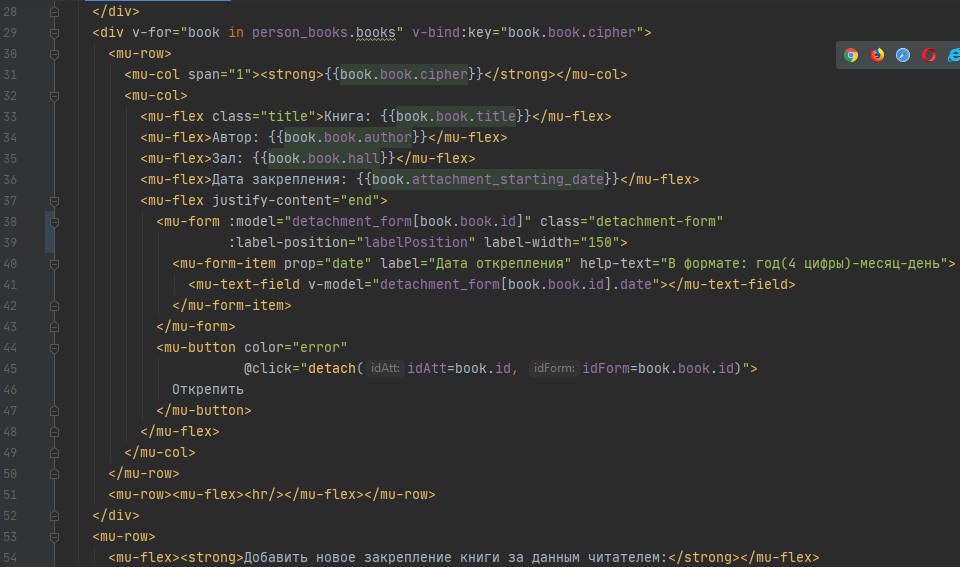 28 </div>
29 <div v-for="book in person_books.books" v-bind:key="book.book.cipher">
30 <mu-row>
31 <mu-col span="1"><strong>{{book.book.cipher}}</strong></mu-col>
32 <mu-col>
33 <mu-flex class="title">Книга: {{book.book.title}}</mu-flex>
34 <mu-flex>Автор: {{book.book.author}}</mu-flex>
35 <mu-flex>Зал: {{book.book.hall}}</mu-flex>
36 <mu-flex>Дата закрепления: {{book.attachment_starting_date}}</mu-flex>
37 <mu-flex justify-content="end">
38 <mu-form :model="detachment_form[book.book.id]" class="detachment-form"
39 :label-position="labelPosition" label-width="150">
40 <mu-form-item prop="date" label="Дата открепления" help-text="В формате: год(4 цифры)-месяц-день">
41 <mu-text-field v-model="detachment_form[book.book.id].date"></mu-text-field>
42 </mu-form-item>
43 </mu-form>
44 <mu-button color="error"
45 @click="detach( idAtt: idAtt=book.id, idForm: idForm=book.book.id)">
46 Открепить
47 </mu-button>
48 </mu-flex>
49 </mu-col>
50 </mu-row>
51 <mu-row><mu-flex><hr/></mu-flex></mu-row>
52 </div>
53 <mu-row>
54 <mu-flex><strong>Добавить новое закрепление книги за данным читателем:</strong></mu-flex>